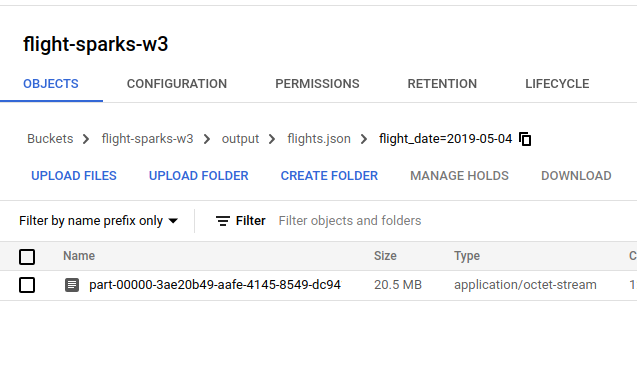 flight-sparks-w3
OBJECTS CONFIGURATION PERMISSIONS RETENTION LIFECYCLE
Buckets flight-sparks-w3 output flights.json flight_date=2019-05-04
UPLOAD FILES UPLOAD FOLDER CREATE FOLDER MANAGE HOLDS DOWNLOAD
Filter by name prefix only Filter Filter objects and folders
Name Size Type C
part-00000-3ae20b49-aafe-4145-8549-dc94 20.5 MB application/octet-stream 1